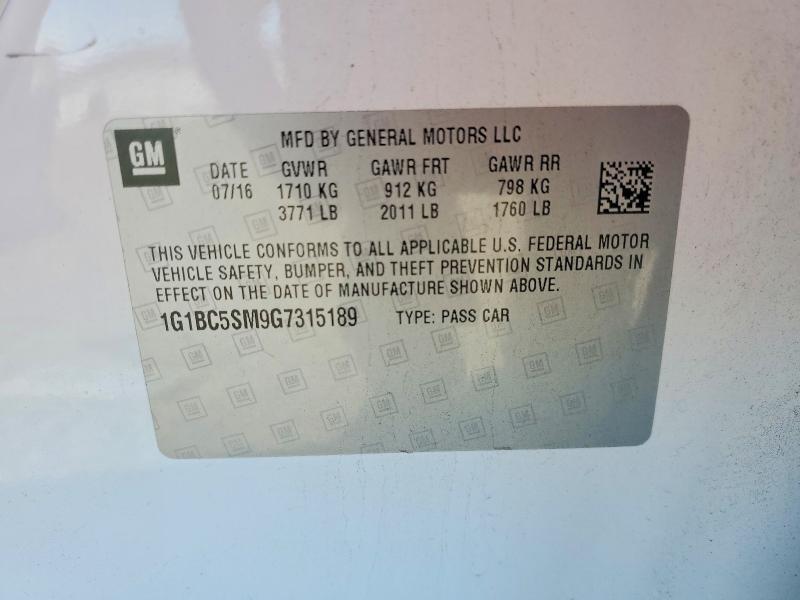 GM
MFD BY GENERAL MOTORS LLC
DATE GVWR GAWR FRT GAWR RR
07/16 1710 KG 912 KG 798 KG
3771 LB 2011 LB 1760 LB
THIS VEHICLE CONFORMS TO ALL APPLICABLE U.S. FEDERAL MOTOR
VEHICLE SAFETY, BUMPER, AND THEFT PREVENTION STANDARDS IN
EFFECT ON THE DATE OF MANUFACTURE SHOWN ABOVE.
1G1BC5SM9G7315189 TYPE: PASS CAR